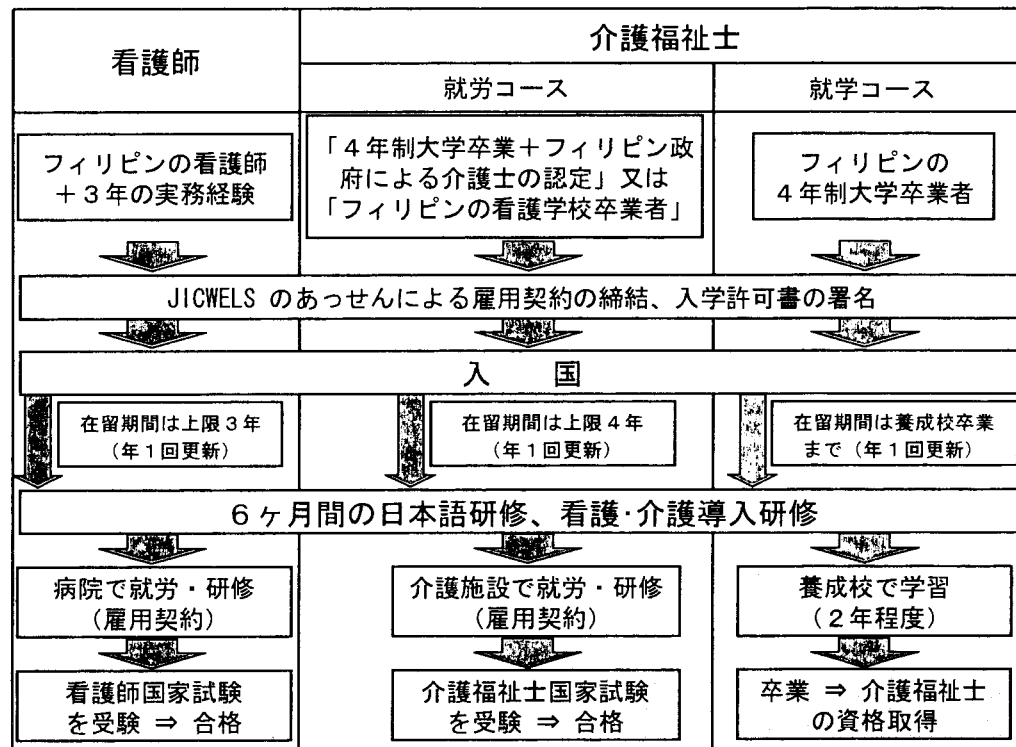 看護師
介護福祉士
就労コース
就学コース
フィリピンの看護師
＋３年の実務経験
「４年制大学卒業＋フィリピン政
府による介護士の認定」又は
「フィリピンの看護学校卒業者」
フィリピンの
４年制大学卒業者
JICWELS のあっせんによる雇用契約の締結、入学許可書の署名
入　国
在留期間は上限３年
（年１回更新）
在留期間は上限４年
（年１回更新）
在留期間は養成校卒業
まで（年１回更新）
６ヶ月間の日本語研修、看護・介護導入研修
病院で就労・研修
（雇用契約）
介護施設で就労・研修
（雇用契約）
養成校で学習
（２年程度）
看護師国家試験
を受験 ⇒ 合格
介護福祉士国家試験
を受験 ⇒ 合格
卒業 ⇒ 介護福祉士
の資格取得